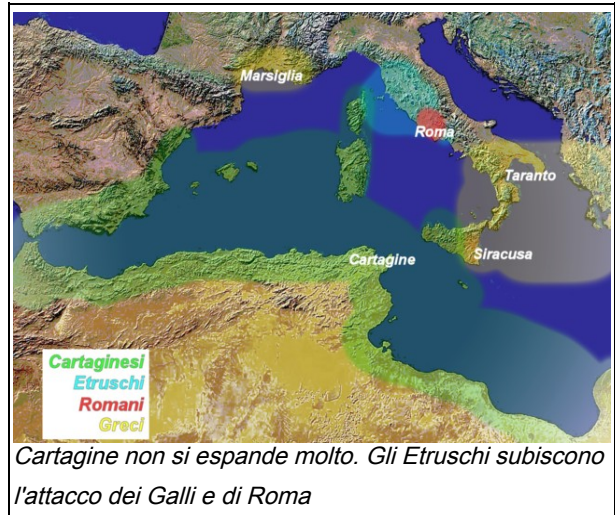 Marsiglia
Roma
Taranto
Siracusa
Cartagine
Cartaginesi
Etruschi
Romani
Greci
Cartagine non si espande molto. Gli Etruschi subiscono
l'attacco dei Galli e di Roma